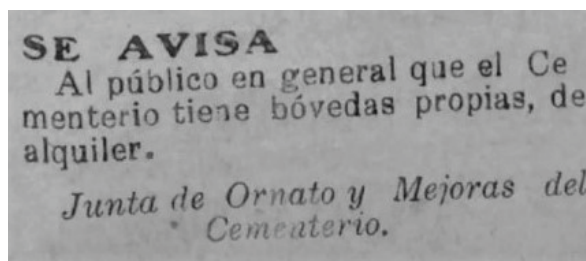 SE AVISA
Al público en general que el Ce
menterio tiene bóvedas propias, de
alquiler.
Junta de Ornato y Mejoras del
Cementerio.